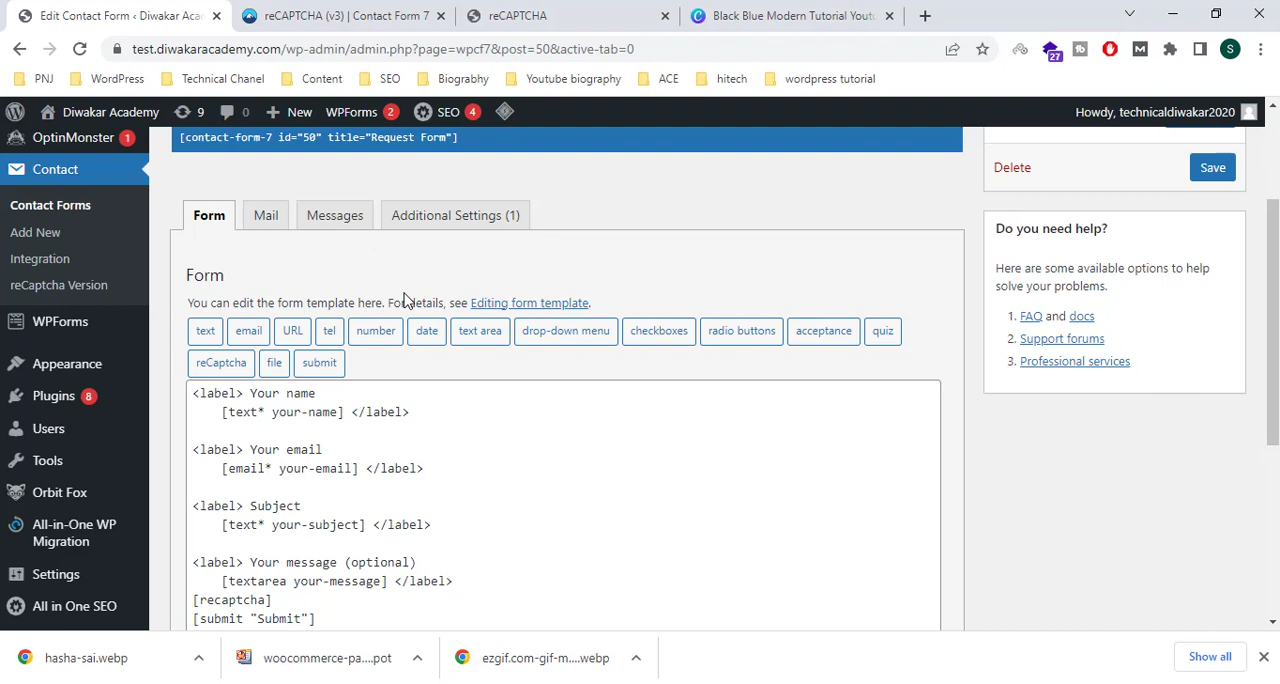 Edit Contact Form ‹ Diwakar Aca
reCAPTCHA (v3) | Contact Form 7
reCAPTCHA
Black Blue Modern Tutorial Yout
test.diwakaracademy.com/wp-admin/admin.php?page=wpcf7&post=50&active-tab=0
27
M
S
PNJ
WordPress
Technical Chanel
Content
SEO
Biograbhy
Youtube biography
ACE
hitech
wordpress tutorial
Diwakar Academy
9
0
New
WPForms 2
SEO 4
Howdy, technicaldiwakar2020
OptinMonster 1
Contact
Contact Forms
Add New
Integration
reCaptcha Version
WPForms
Appearance
Plugins 8
Users
Tools
Orbit Fox
All-in-One WP
Migration
Settings
All in One SEO
[contact-form-7 id="50" title="Request Form"]
Form
Mail
Messages
Additional Settings (1)
Form
You can edit the form template here. For details, see Editing form template.
text
email
URL
tel
number
date
text area
drop-down menu
checkboxes
radio buttons
acceptance
quiz
reCaptcha
file
submit
<label> Your name
[text* your-name] </label>
<label> Your email
[email* your-email] </label>
<label> Subject
[text* your-subject] </label>
<label> Your message (optional)
[textarea your-message] </label>
[recaptcha]
[submit "Submit"]
Delete
Save
Do you need help?
Here are some available options to help
solve your problems.
1. FAQ and docs
2. Support forums
3. Professional services
hasha-sai.webp
woocommerce-pa....pot
ezgif.com-gif-m....webp
Show all